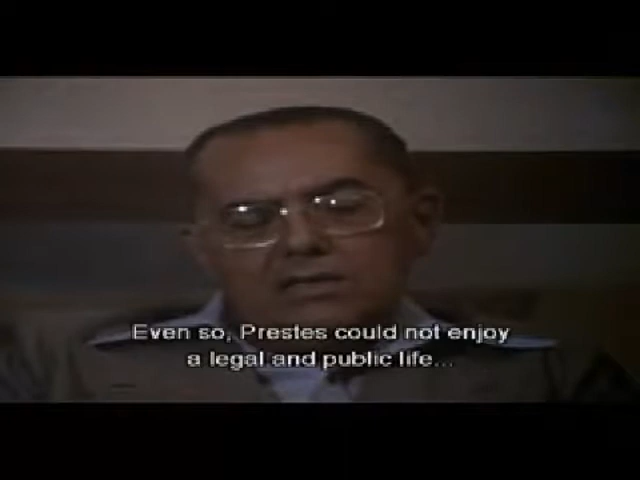 Even so, Prestes could not enjoy
a legal and public life...